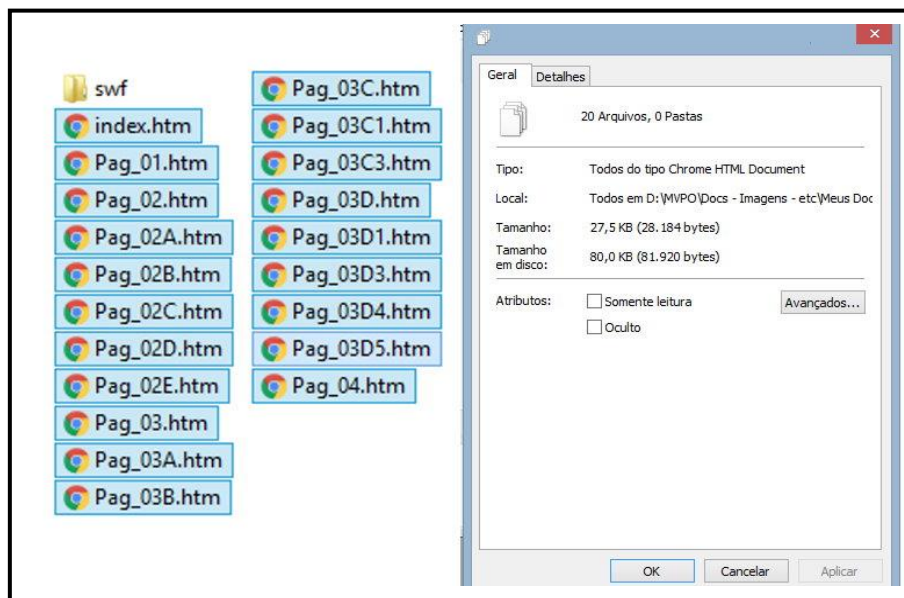 swf
index.htm
Pag_01.htm
Pag_02.htm
Pag_02A.htm
Pag_02B.htm
Pag_02C.htm
Pag_02D.htm
Pag_02E.htm
Pag_03.htm
Pag_03A.htm
Pag_03B.htm
Pag_03C.htm
Pag_03C1.htm
Pag_03C3.htm
Pag_03D.htm
Pag_03D1.htm
Pag_03D3.htm
Pag_03D4.htm
Pag_03D5.htm
Pag_04.htm
Geral Detalhes
20 Arquivos, 0 Pastas
Tipo: Todos do tipo Chrome HTML Document
Local: Todos em D:\MVPO\Docs - Imagens - etc\Meus Doc
Tamanho: 27,5 KB (28.184 bytes)
Tamanho
em disco: 80,0 KB (81.920 bytes)
Atributos: Somente leitura Avançados...
Oculto
OK Cancelar Aplicar